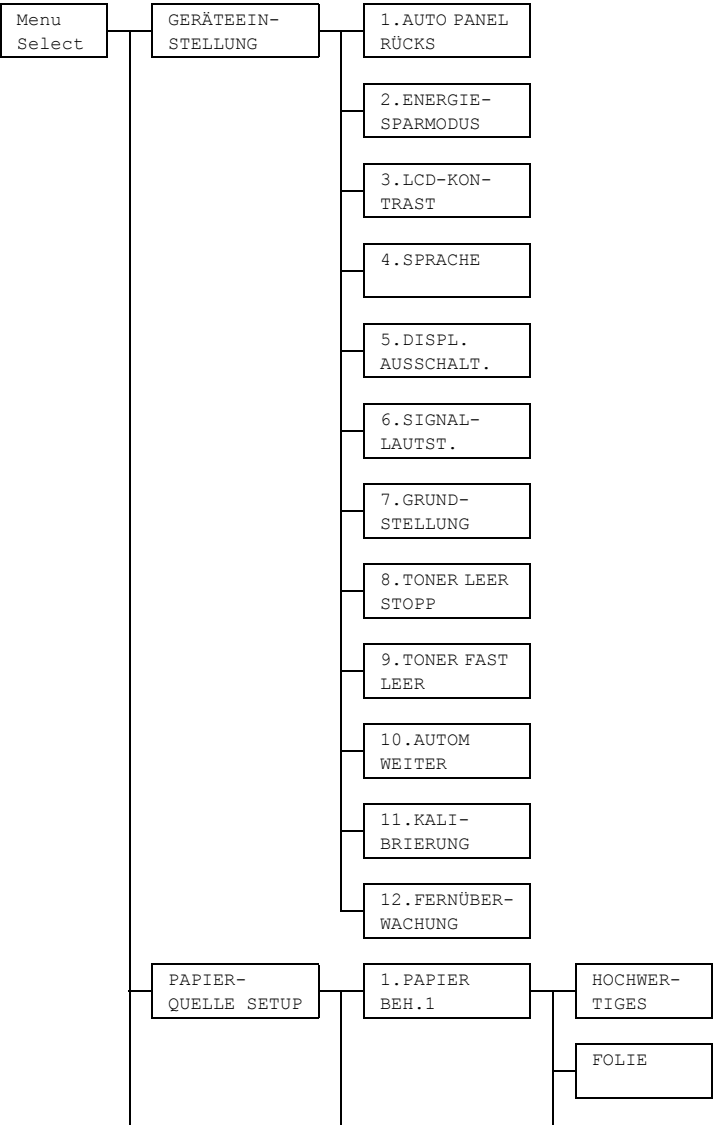 Menu
Select
GERÄTEEIN-
STELLUNG
1.AUTO PANEL
RÜCKS
2.ENERGIE-
SPARMODUS
3.LCD-KON-
TRAST
4.SPRACHE
5.DISPL.
AUSSCHALT.
6.SIGNAL-
LAUTST.
7.GRUND-
STELLUNG
8.TONER LEER
STOPP
9.TONER FAST
LEER
10.AUTOM
WEITER
11.KALI-
BRIERUNG
12.FERNÜBER-
WACHUNG
PAPIER-
QUELLE SETUP
1.PAPIER
BEH.1
HOCHWER-
TIGES
FOLIE